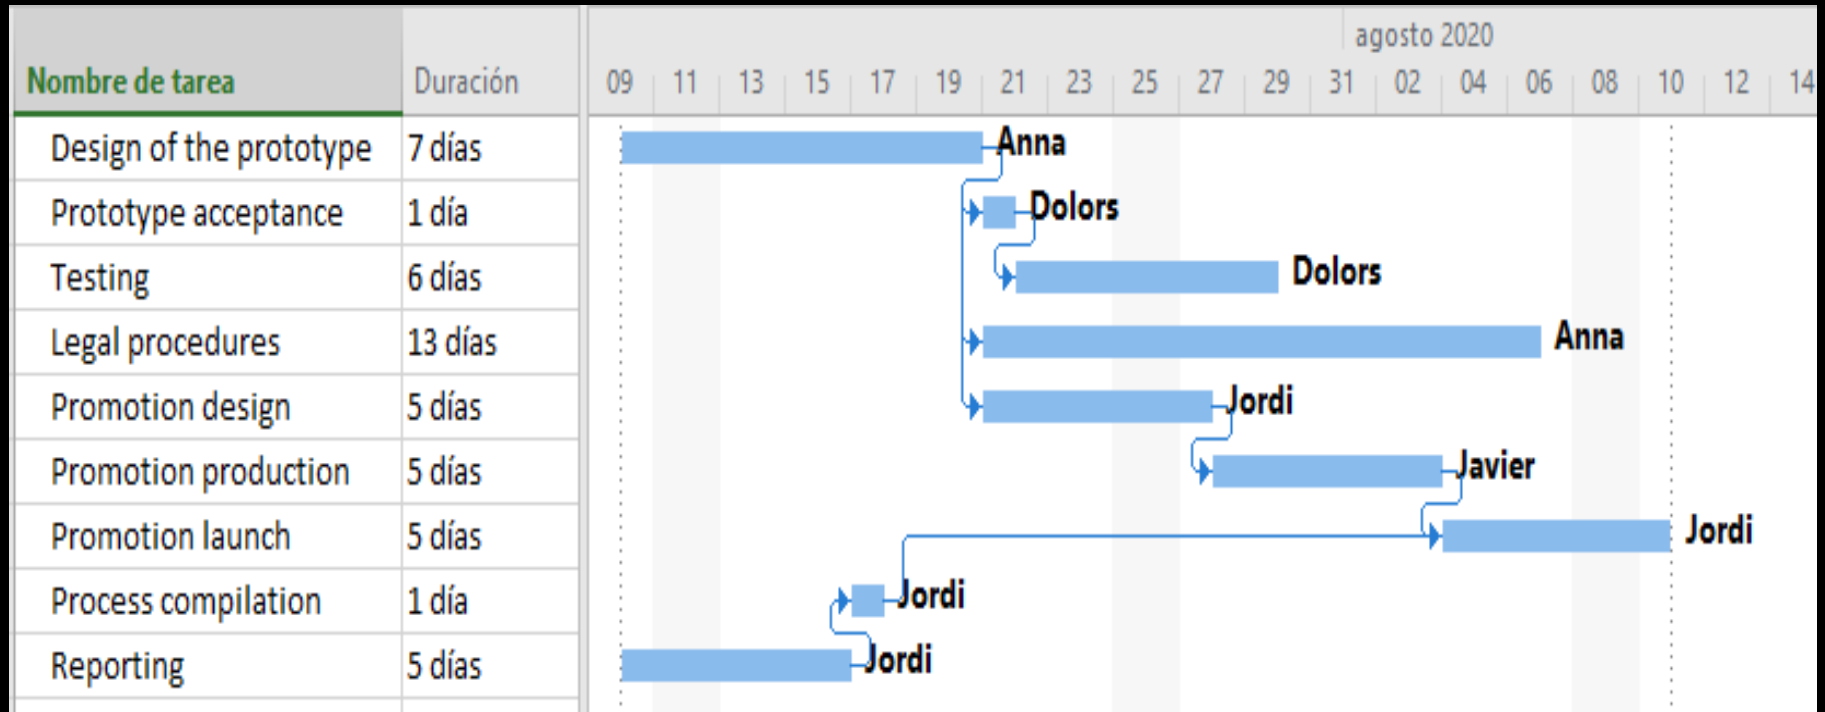 agosto 2020
Nombre de tarea Duración 09 11 13 15 17 19 21 23 25 27 29 31 02 04 06 08 10 12 14
Design of the prototype 7 días Anna
Prototype acceptance 1 día Dolors
Testing 6 días Dolors
Legal procedures 13 días Anna
Promotion design 5 días Jordi
Promotion production 5 días Javier
Promotion launch 5 días Jordi
Process compilation 1 día Jordi
Reporting 5 días Jordi